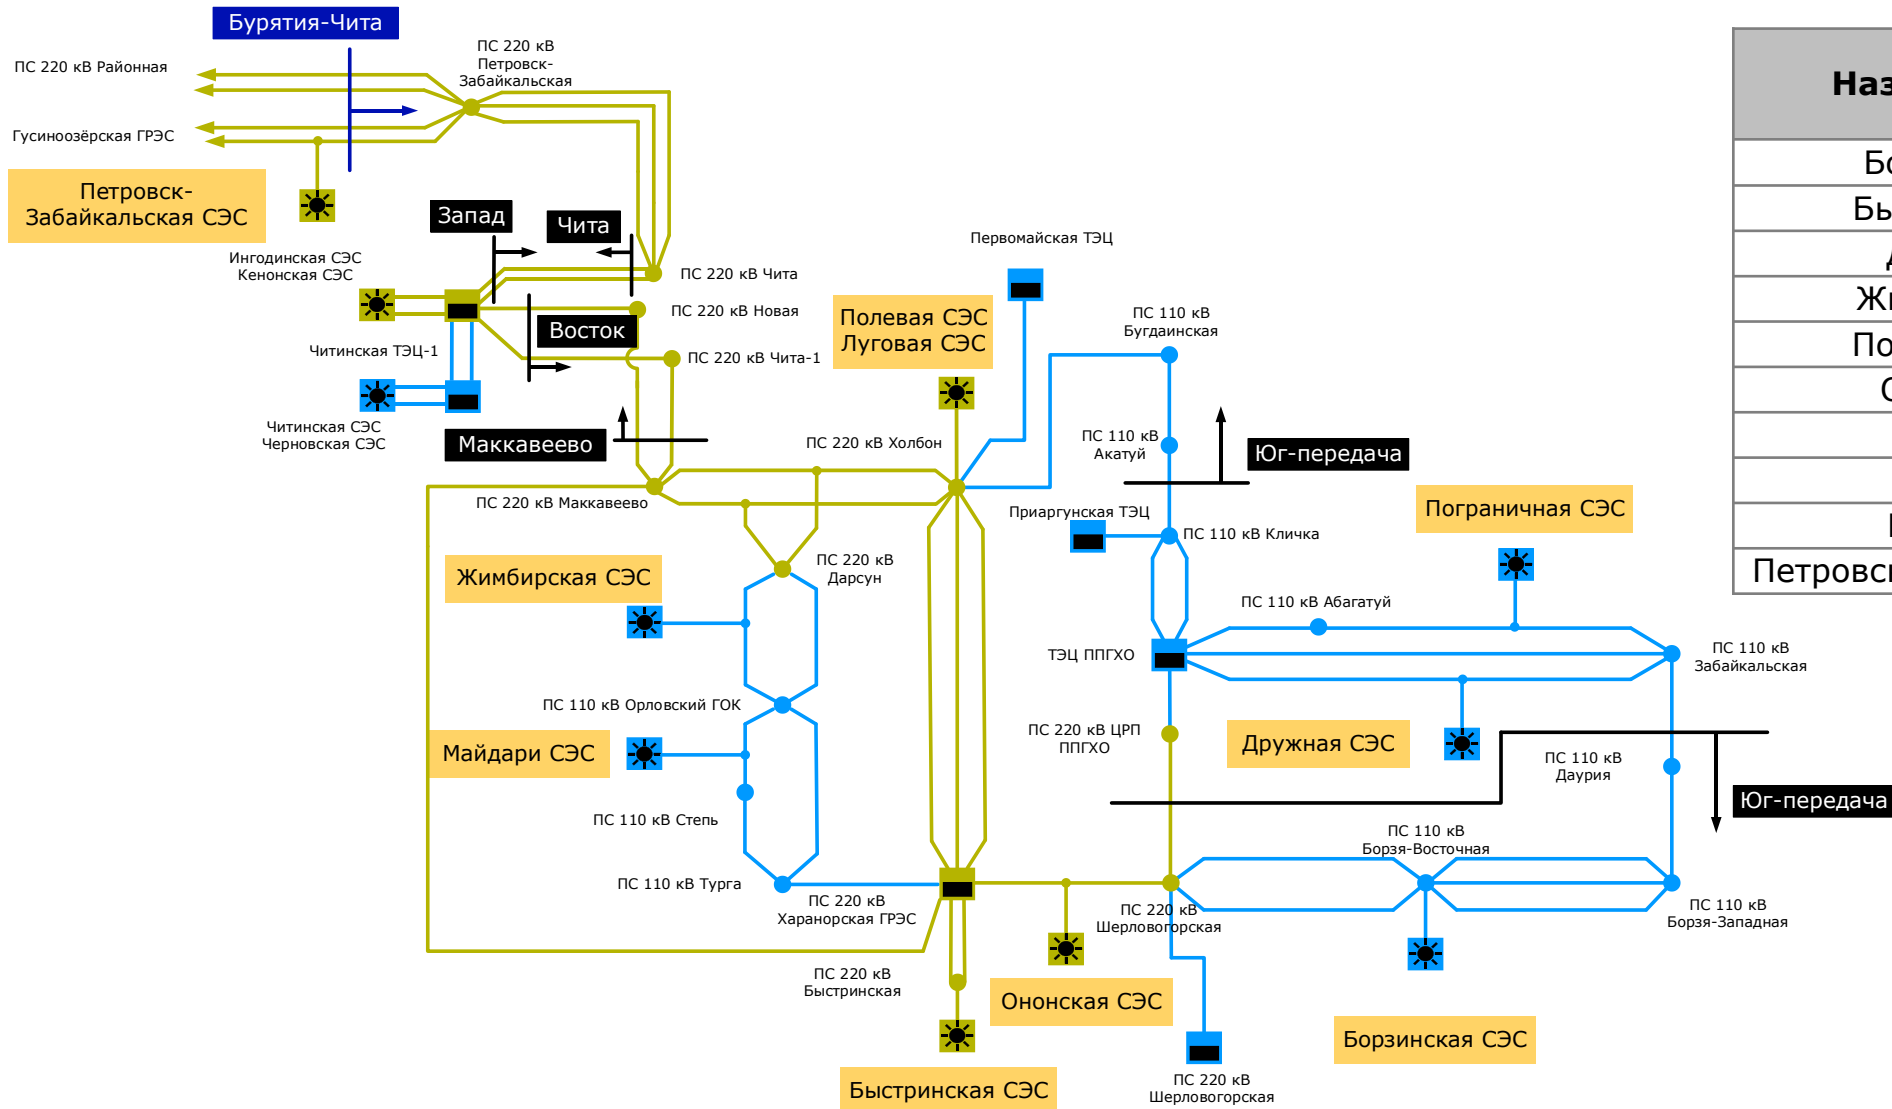 Бурятия-Чита
ПС 220 кВ
Петровск-
Забайкальская
ПС 220 кВ Районная
Гусиноозёрская ГРЭС
Петровск-
Забайкальская СЭС
Запад
Чита
Ингодинская СЭС
Кенонская СЭС
ПС 220 кВ Чита
ПС 220 кВ Новая
Восток
Читинская ТЭЦ-1
ПС 220 кВ Чита-1
Читинская СЭС
Черновская СЭС
Маккавеево
Полевая СЭС
Луговая СЭС
Первомайская ТЭЦ
ПС 110 кВ
Бугдаинская
ПС 220 кВ Холбон
ПС 110 кВ
Акатуй
Юг-передача
ПС 220 кВ Маккавеево
Приаргунская ТЭЦ
ПС 110 кВ Кличка
Пограничная СЭС
Жимбирская СЭС
ПС 220 кВ
Дарсун
ПС 110 кВ Абагатуй
ТЭЦ ППГХО
ПС 110 кВ
Забайкальская
ПС 110 кВ Орловский ГОК
Майдари СЭС
ПС 220 кВ ЦРП
ППГХО
Дружная СЭС
ПС 110 кВ
Даурия
Юг-передача
ПС 110 кВ Степь
ПС 110 кВ
Борзя-Восточная
ПС 110 кВ Турга
ПС 220 кВ
Харанорская ГРЭС
ПС 220 кВ
Шерловогорская
ПС 110 кВ
Борзя-Западная
ПС 220 кВ
Быстринская
Ононская СЭС
Борзинская СЭС
Быстринская СЭС
ПС 220 кВ
Шерловогорская
Наз
Бо
Бы
Жи
По
Петровск